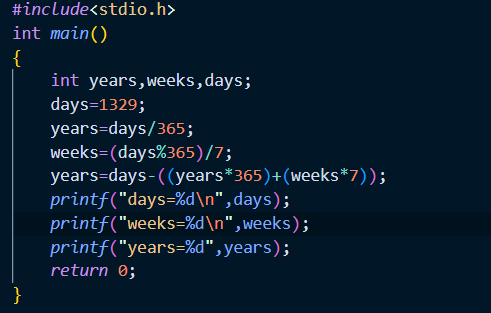 #include<stdio.h>
int main()
{
int years,weeks,days;
days=1329;
years=days/365;
weeks=(days%365)/7;
years=days-((years*365)+(weeks*7));
printf("days=%d\n",days);
printf("weeks=%d\n",weeks);
printf("years=%d",years);
return 0;
}